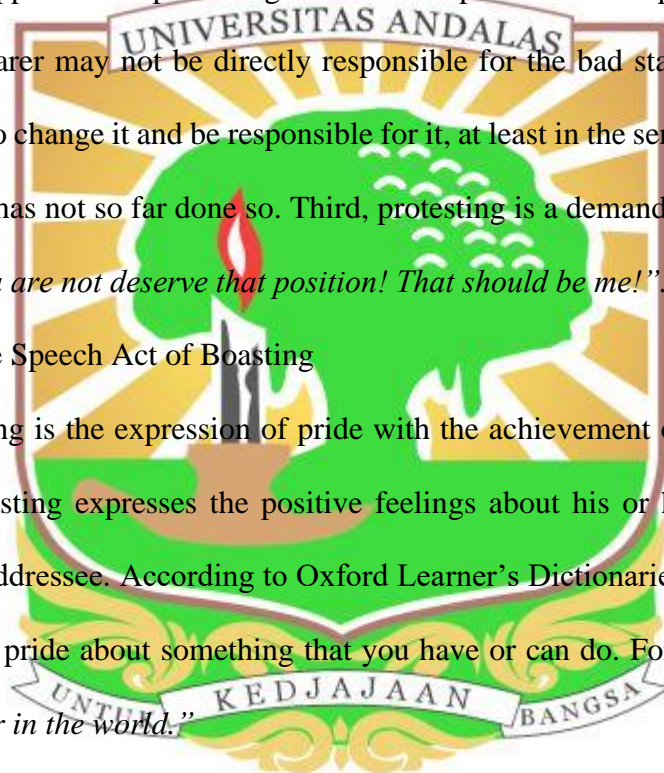 UNIVERSITAS ANDALAS
arer may not be directly responsible for the bad sta
o change it and be responsible for it, at least in the
has not so far done so. Third, protesting is a demand
are not deserve that position! That should be me!”.
e Speech Act of Boasting
ng is the expression of pride with the achievement
sting expresses the positive feelings about his or
ddressee. According to Oxford Learner’s Dictionarie
pride about something that you have or can do. Fo
UNTUK KEDJAJAAN BANGSA
r in the world.”